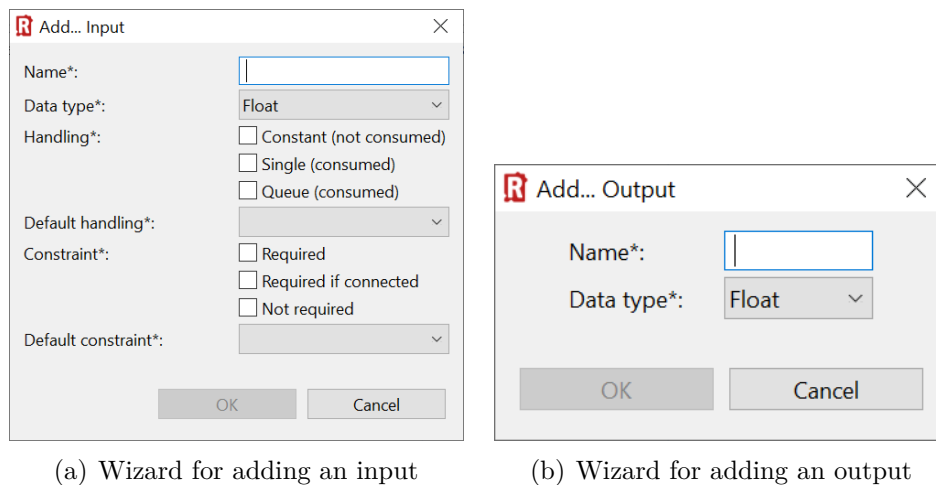 R Add... Input
Name*:
Data type*: Float
Handling*: Constant (not consumed)
Single (consumed)
Queue (consumed)
Default handling*:
Constraint*: Required
Required if connected
Not required
Default constraint*:
OK Cancel
(a) Wizard for adding an input
R Add... Output
Name*:
Data type*: Float
OK Cancel
(b) Wizard for adding an output